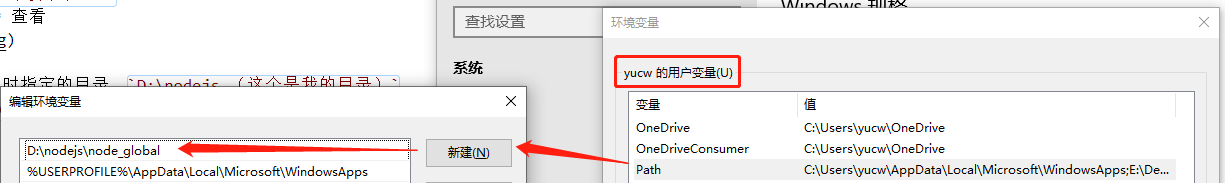 查看
g)
时指定的目录 `D:\nodejs （这个是我的目录）`
查找设置
系统
Windows 规格
环境变量
yucw 的用户变量(U)
变量 值
OneDrive C:\Users\yucw\OneDrive
OneDriveConsumer C:\Users\yucw\OneDrive
Path C:\Users\yucw\AppData\Local\Microsoft\WindowsApps;E:\De...
编辑环境变量
D:\nodejs\node_global
%USERPROFILE%\AppData\Local\Microsoft\WindowsApps
新建(N)